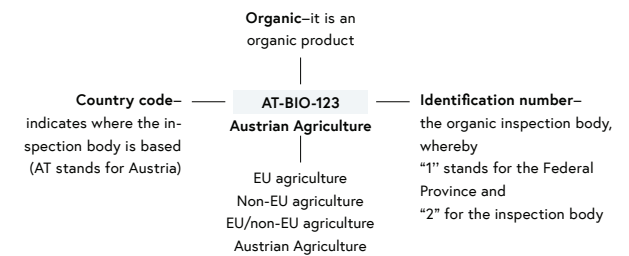 Organic–it is an
organic product
Country code–
indicates where the in-
spection body is based
(AT stands for Austria)
AT-BIO-123
Austrian Agriculture
Identification number–
the organic inspection body,
whereby
“1’’ stands for the Federal
Province and
“2” for the inspection body
EU agriculture
Non-EU agriculture
EU/non-EU agriculture
Austrian Agriculture